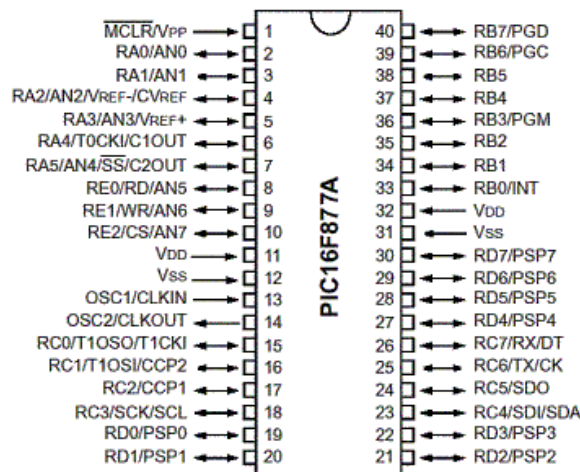 MCLR/VPP 1 40 RB7/PGD
RA0/AN0 2 39 RB6/PGC
RA1/AN1 3 38 RB5
RA2/AN2/VREF-/CVREF 4 37 RB4
RA3/AN3/VREF+ 5 36 RB3/PGM
RA4/T0CKI/C1OUT 6 35 RB2
RA5/AN4/SS/C2OUT 7 34 RB1
RE0/RD/AN5 8 33 RB0/INT
RE1/WR/AN6 9 32 VDD
RE2/CS/AN7 10 31 VSS
VDD 11 30 RD7/PSP7
VSS 12 29 RD6/PSP6
OSC1/CLKIN 13 28 RD5/PSP5
OSC2/CLKOUT 14 27 RD4/PSP4
RC0/T1OSO/T1CKI 15 26 RC7/RX/DT
RC1/T1OSI/CCP2 16 25 RC6/TX/CK
RC2/CCP1 17 24 RC5/SDO
RC3/SCK/SCL 18 23 RC4/SDI/SDA
RD0/PSP0 19 22 RD3/PSP3
RD1/PSP1 20 21 RD2/PSP2
PIC16F877A